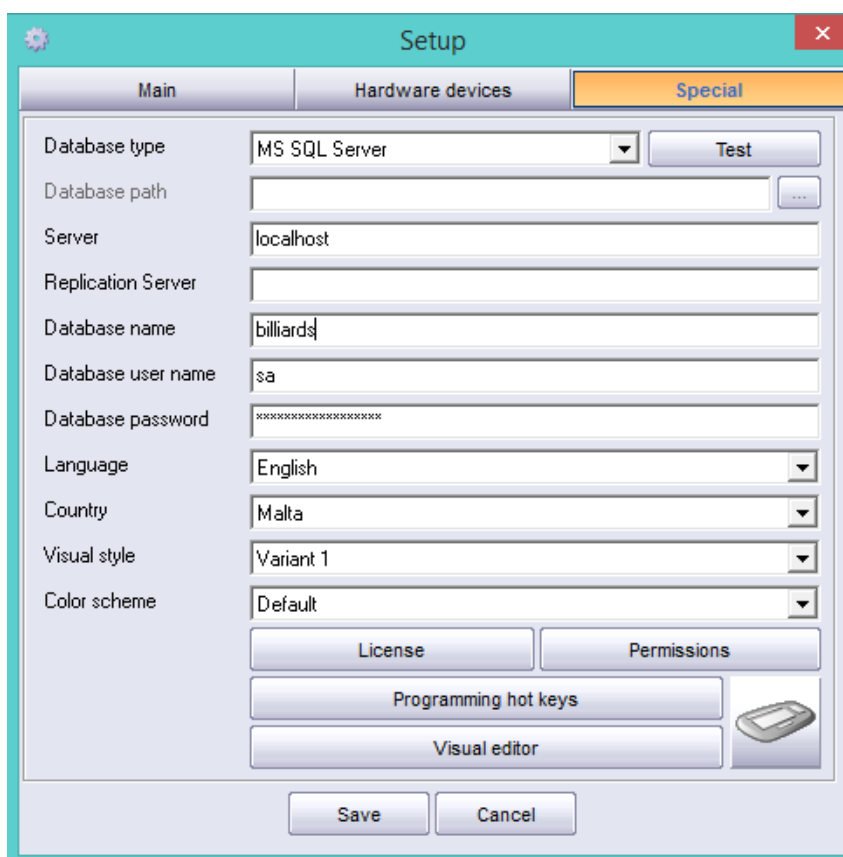 Setup
Main Hardware devices Special
Database type MS SQL Server Test
Database path ...
Server localhost
Replication Server
Database name billiards
Database user name sa
Database password ******************
Language English
Country Malta
Visual style Variant 1
Color scheme Default
License Permissions
Programming hot keys
Visual editor
Save Cancel